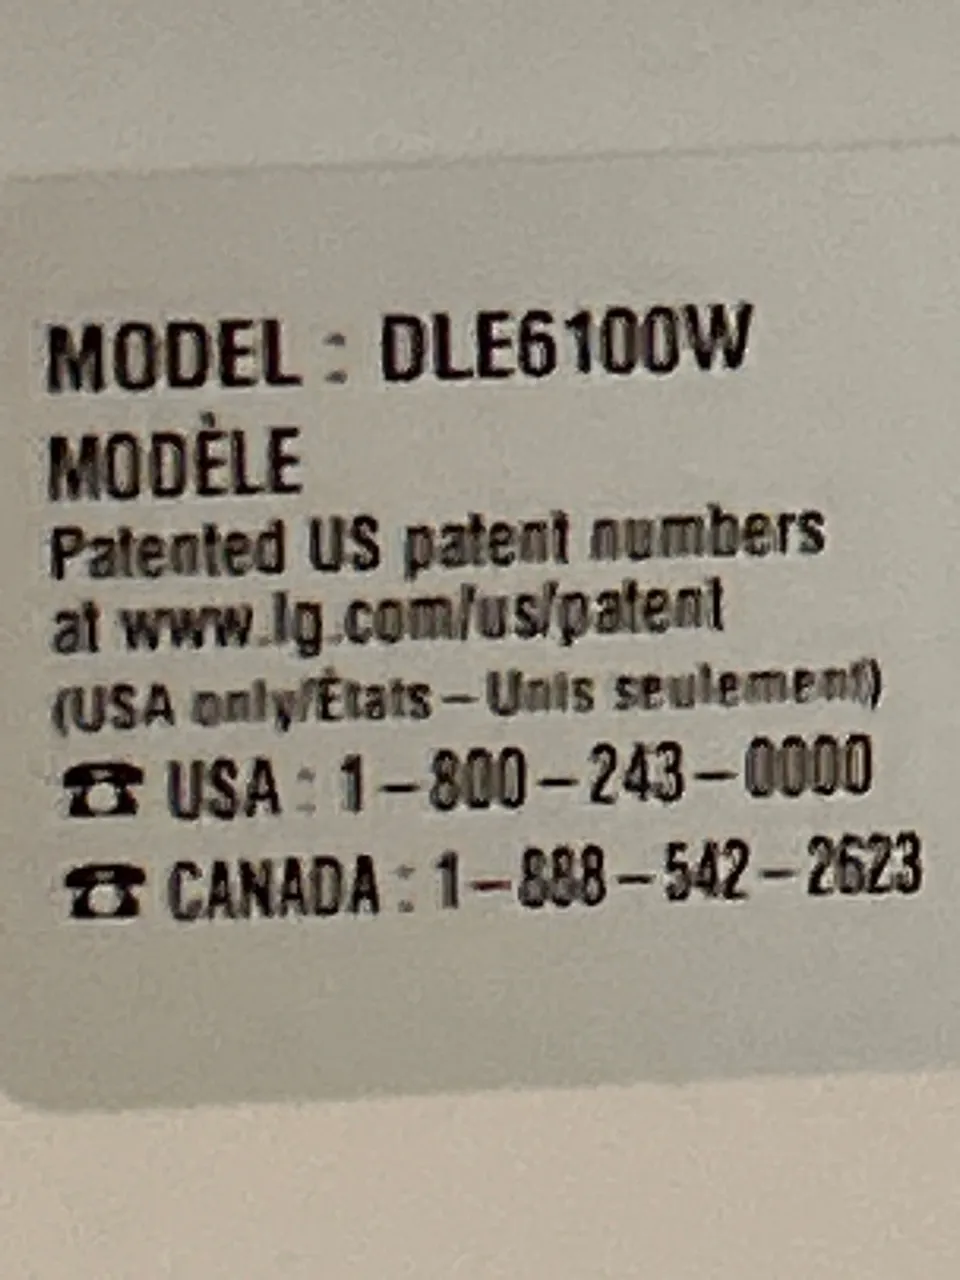 MODEL : DLE6100W
MODÈLE
Patented US patent numbers
at www.lg.com/us/patent
(USA only/États-Unis seulement)
☎ USA : 1-800-243-0000
☎ CANADA : 1-888-542-2623